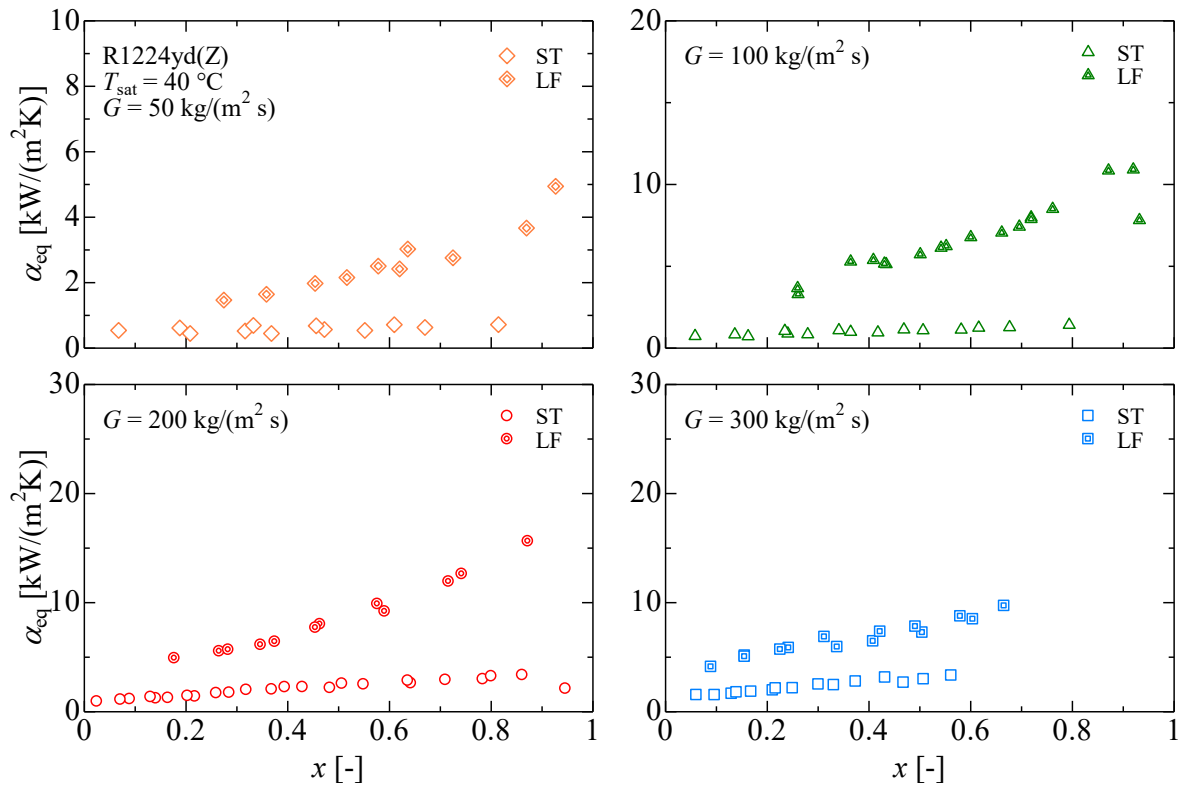 10
8
6
4
2
0
α_eq [kW/(m²K)]
R1224yd(Z)
T_sat = 40 °C
G = 50 kg/(m² s)
ST
LF
20
10
0
G = 100 kg/(m² s)
ST
LF
30
20
10
0
α_eq [kW/(m²K)]
G = 200 kg/(m² s)
ST
LF
0 0.2 0.4 0.6 0.8 1
x [-]
30
20
10
0
G = 300 kg/(m² s)
ST
LF
0 0.2 0.4 0.6 0.8 1
x [-]